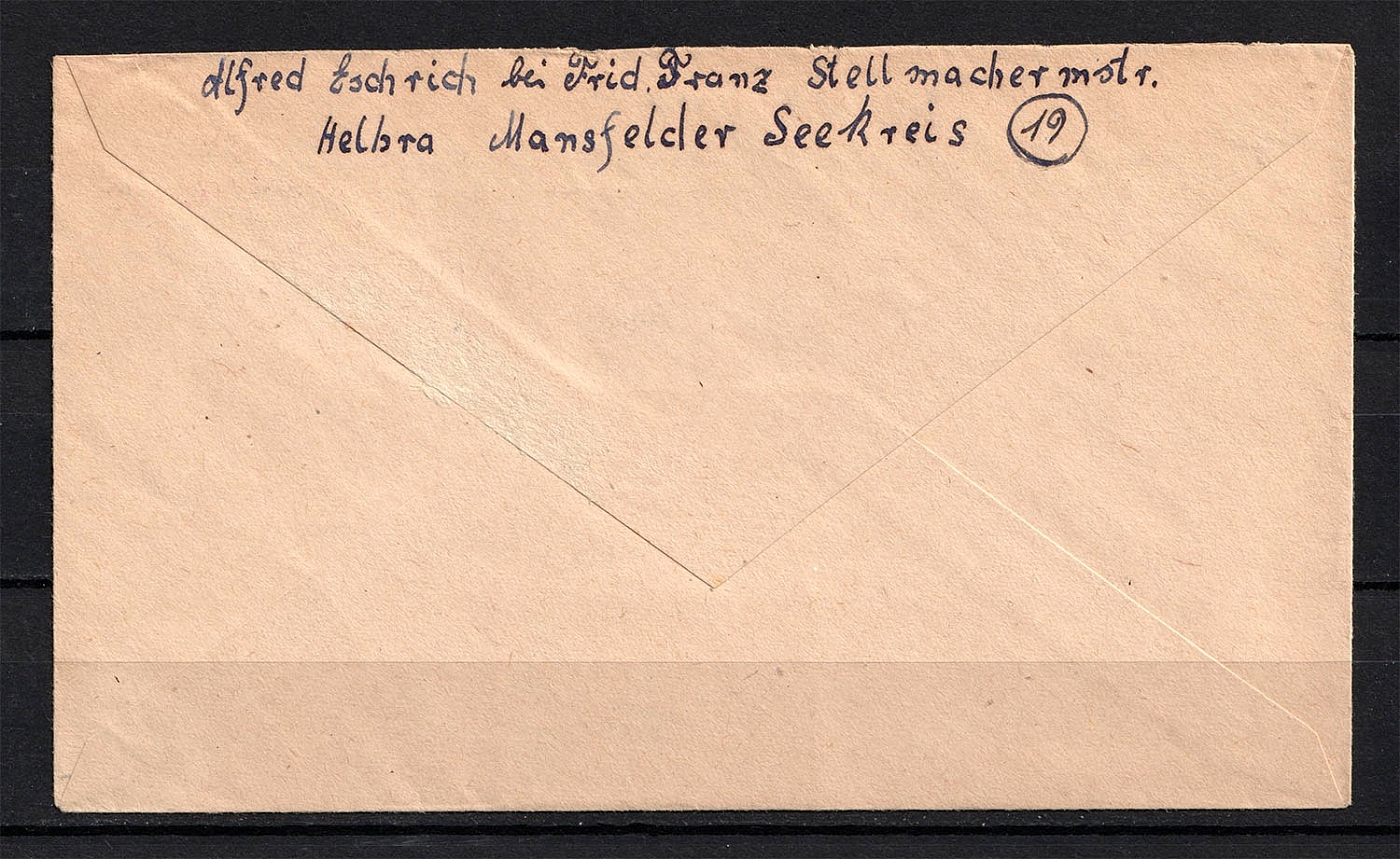 Alfred Eschrich bei Frid. Franz Stellmachermstr.
Helbra Mansfelder Seekreis 19